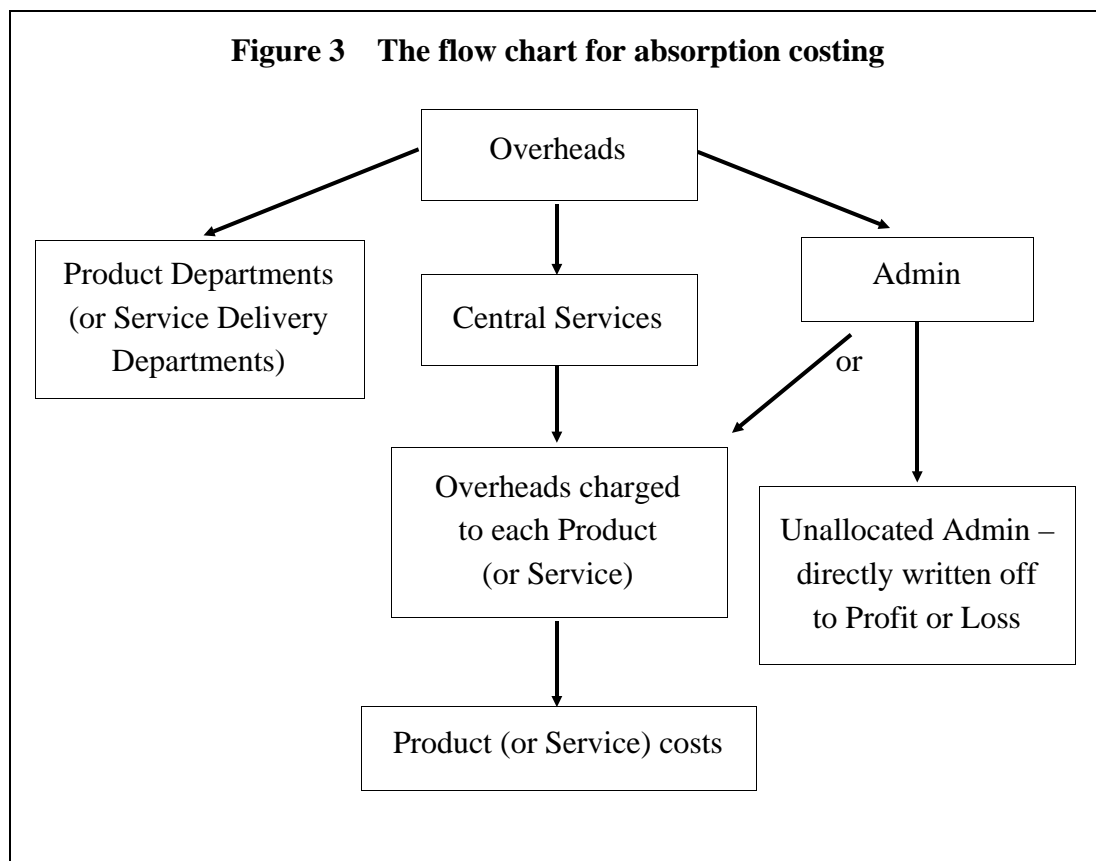 Figure 3 The flow chart for absorption costing
Overheads
Product Departments
(or Service Delivery
Departments)
Central Services
Admin
or
Overheads charged
to each Product
(or Service)
Unallocated Admin –
directly written off
to Profit or Loss
Product (or Service) costs